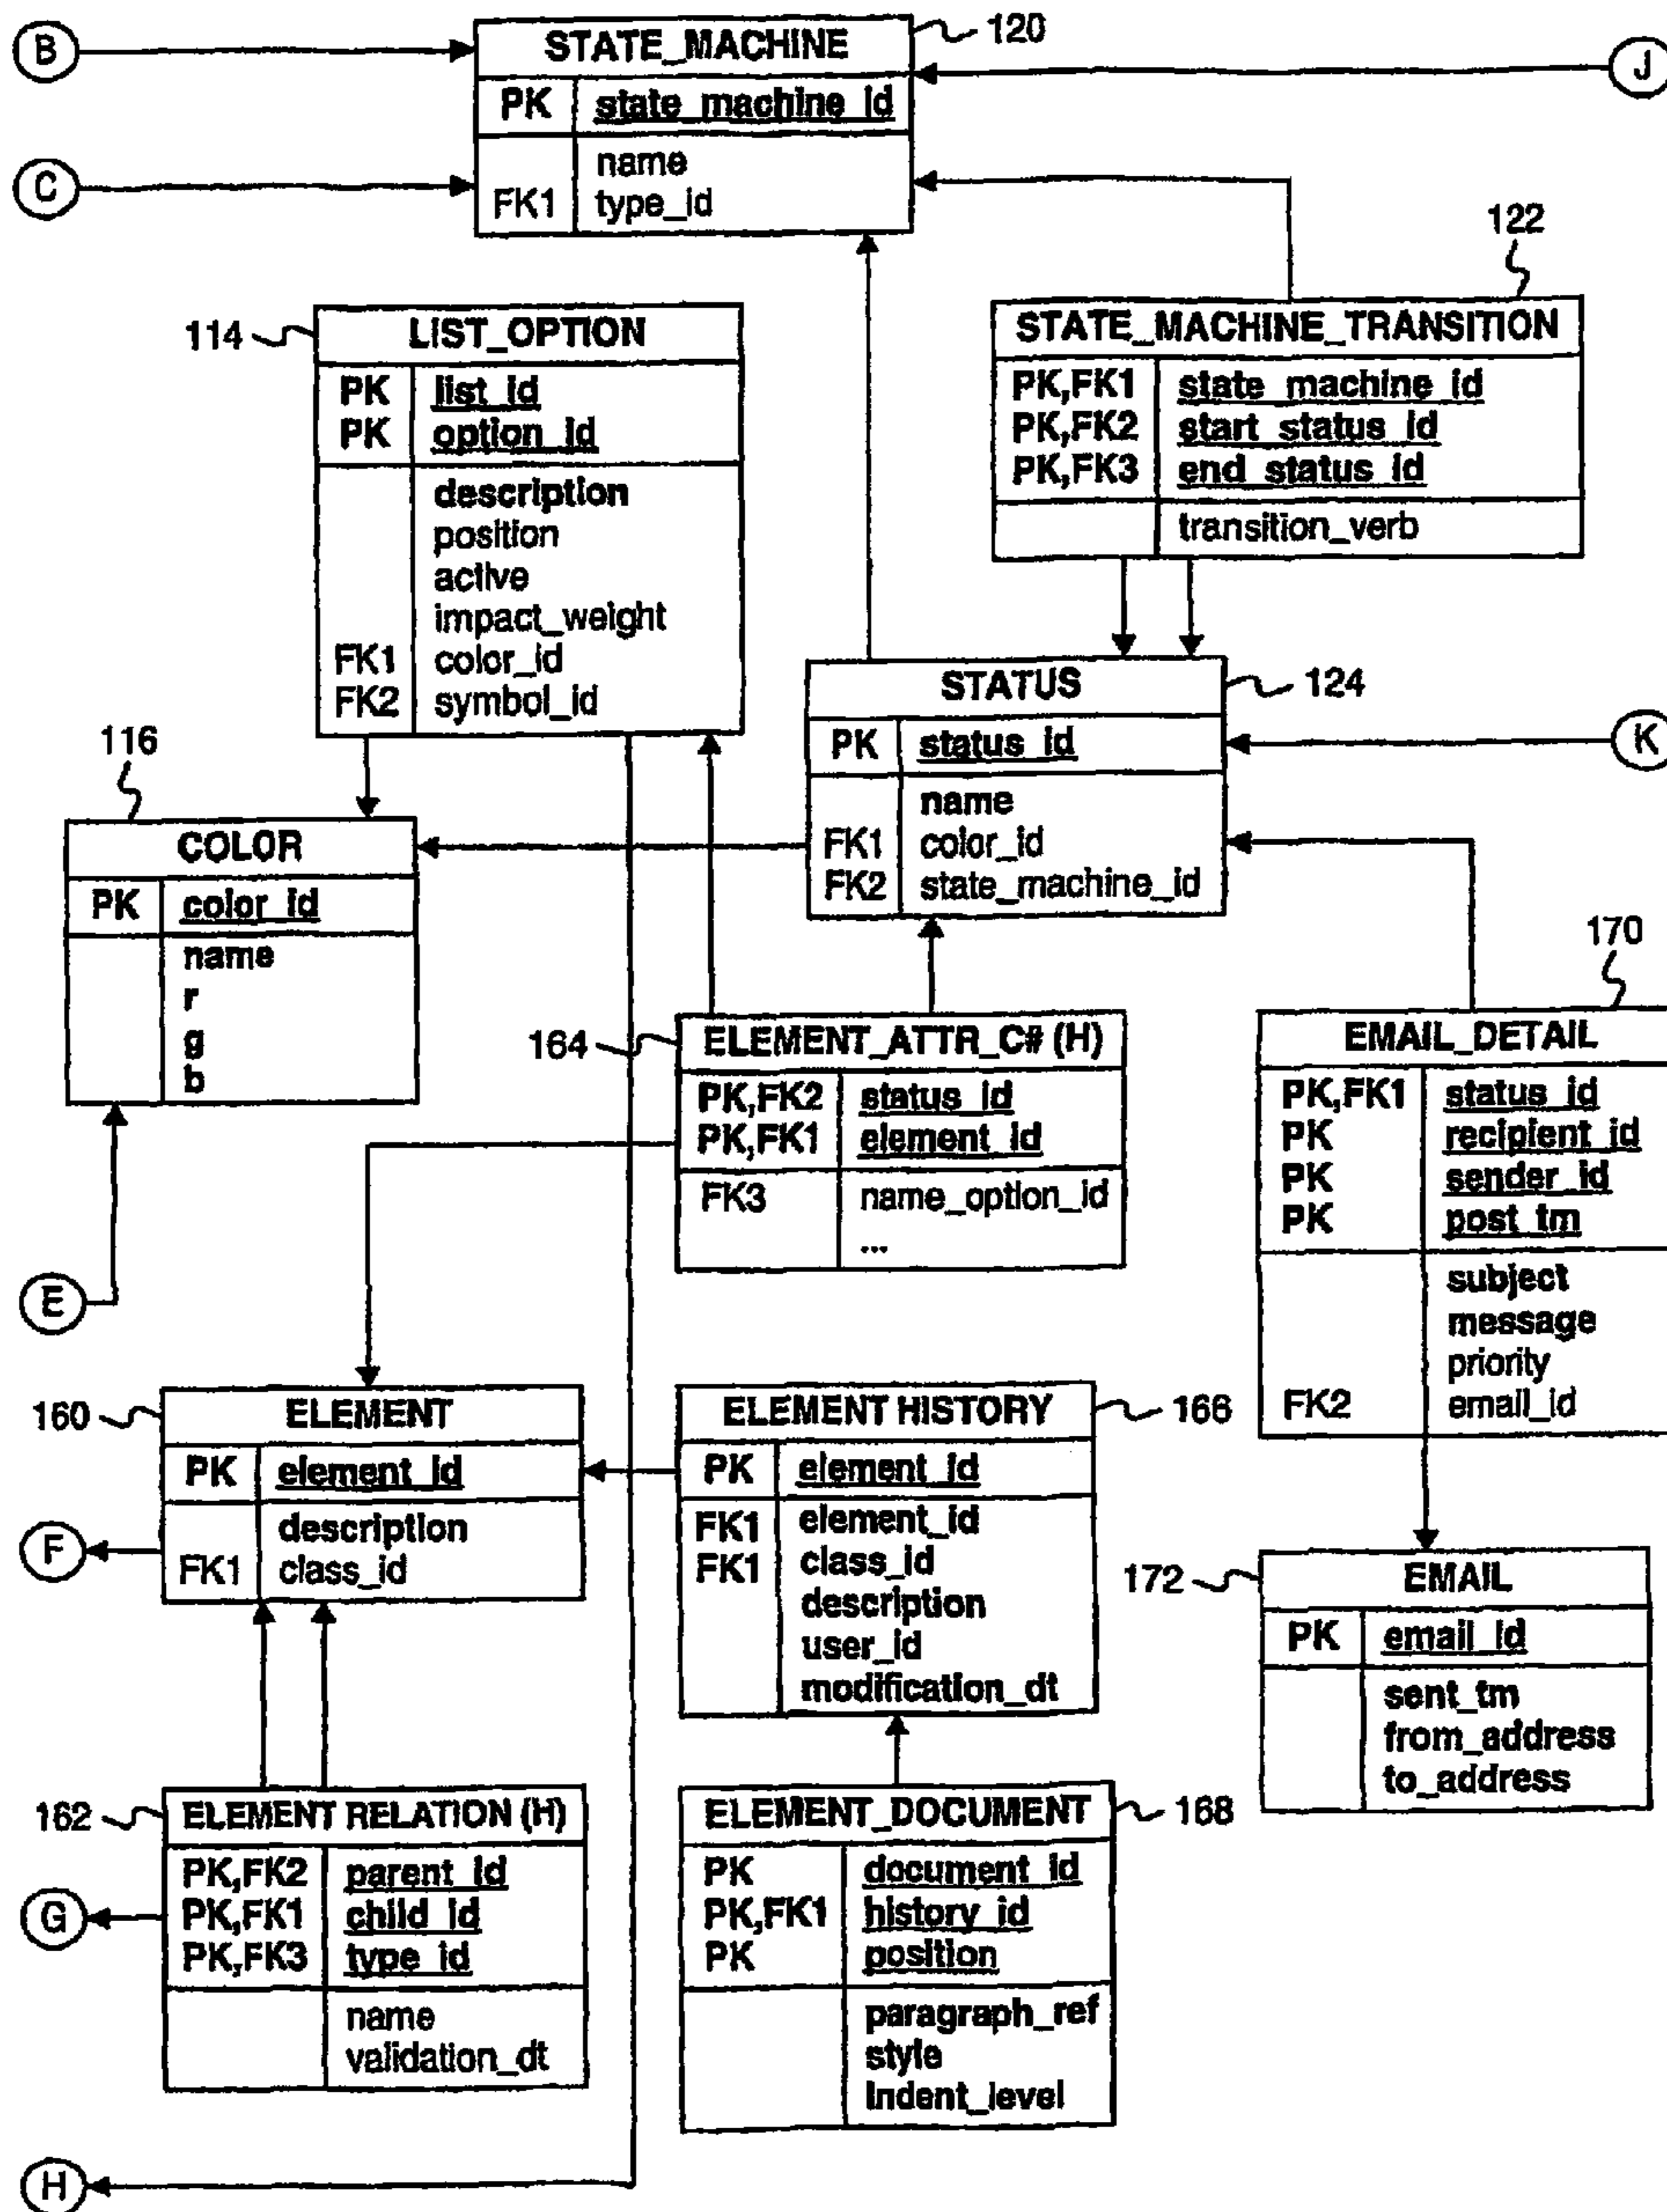 B
STATE_MACHINE
120
J
PK state_machine_id
name
C
FK1 type_id
122
STATE_MACHINE_TRANSITION
PK,FK1 state_machine_id
PK,FK2 start_status_id
PK,FK3 end_status_id
transition_verb
114
LIST_OPTION
PK list_id
PK option_id
description
position
active
impact_weight
FK1 color_id
FK2 symbol_id
STATUS
124
PK status_id
K
name
FK1 color_id
FK2 state_machine_id
116
COLOR
PK color_id
name
r
g
b
E
164
ELEMENT_ATTR_C# (H)
PK,FK2 status_id
PK,FK1 element_id
FK3 name_option_id
...
170
EMAIL_DETAIL
PK,FK1 status_id
PK recipient_id
PK sender_id
PK post_tm
subject
message
priority
FK2 email_id
160
ELEMENT
PK element_id
description
F
FK1 class_id
ELEMENT HISTORY
166
PK element_id
FK1 element_id
FK1 class_id
description
user_id
modification_dt
172
EMAIL
PK email_id
sent_tm
from_address
to_address
162
ELEMENT RELATION (H)
PK,FK2 parent_id
G
PK,FK1 child_id
PK,FK3 type_id
name
validation_dt
ELEMENT_DOCUMENT
168
PK document_id
PK,FK1 history_id
PK position
paragraph_ref
style
indent_level
H